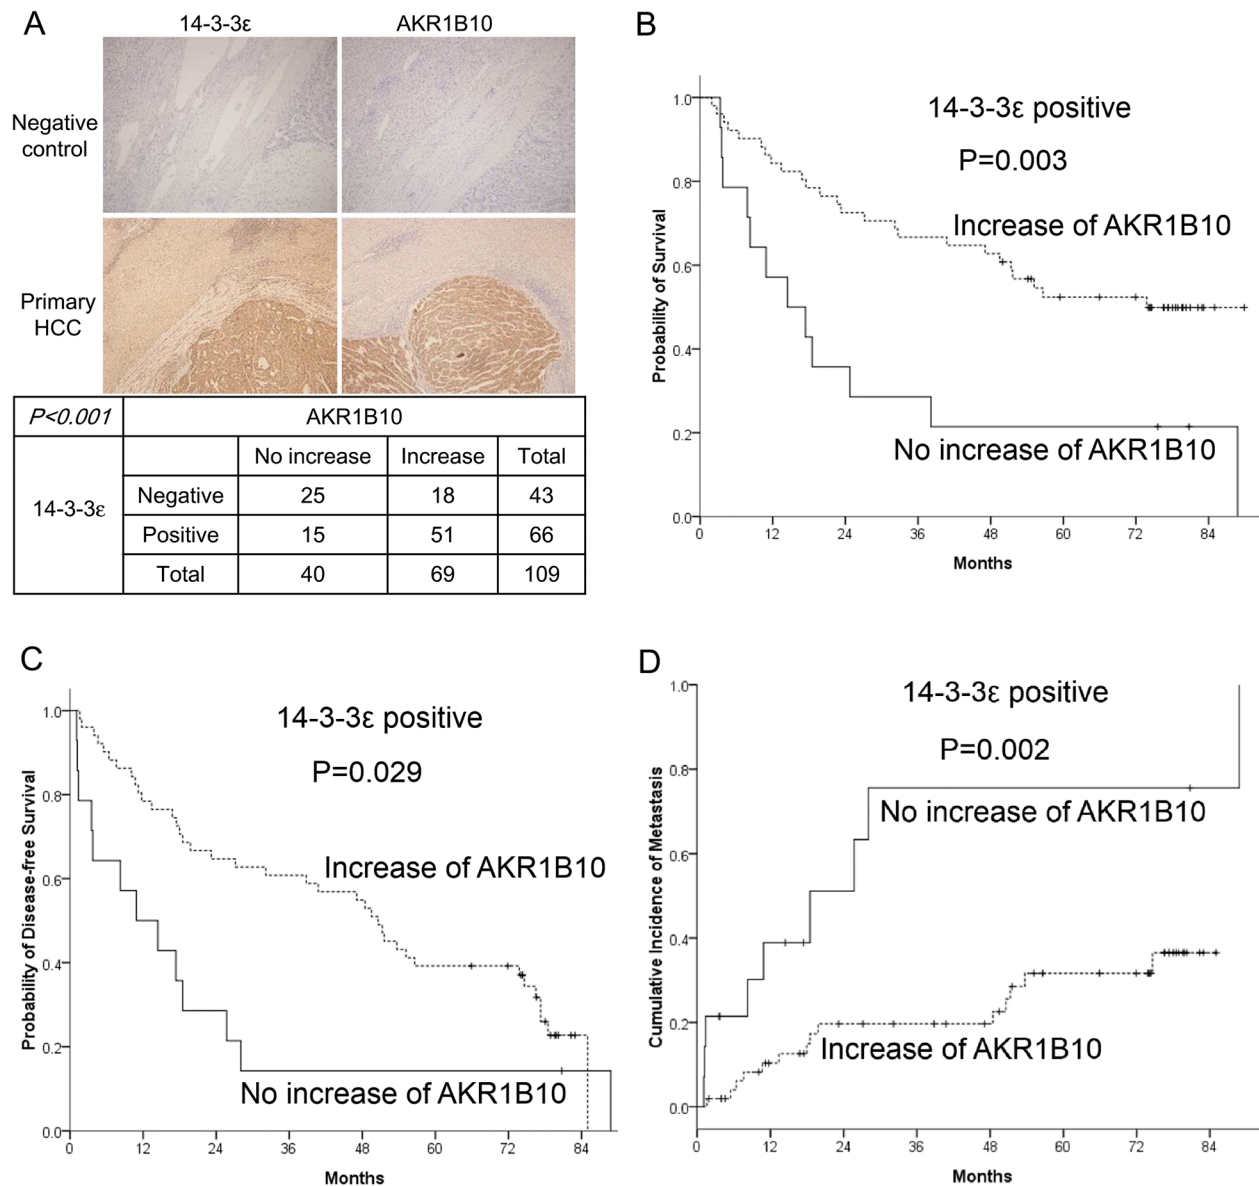 A
14-3-3ε AKR1B10
Negative
control
Primary
HCC
P<0.001 AKR1B10
14-3-3ε
No increase Increase Total
Negative 25 18 43
Positive 15 51 66
Total 40 69 109
B
14-3-3ε positive
P=0.003
Increase of AKR1B10
No increase of AKR1B10
Probability of Survival
1.0
0.8
0.6
0.4
0.2
0.0
0 12 24 36 48 60 72 84
Months
C
14-3-3ε positive
P=0.029
Increase of AKR1B10
No increase of AKR1B10
Probability of Disease-free Survival
1.0
0.8
0.6
0.4
0.2
0.0
0 12 24 36 48 60 72 84
Months
D
14-3-3ε positive
P=0.002
No increase of AKR1B10
Increase of AKR1B10
Cumulative Incidence of Metastasis
1.0
0.8
0.6
0.4
0.2
0.0
0 12 24 36 48 60 72 84
Months